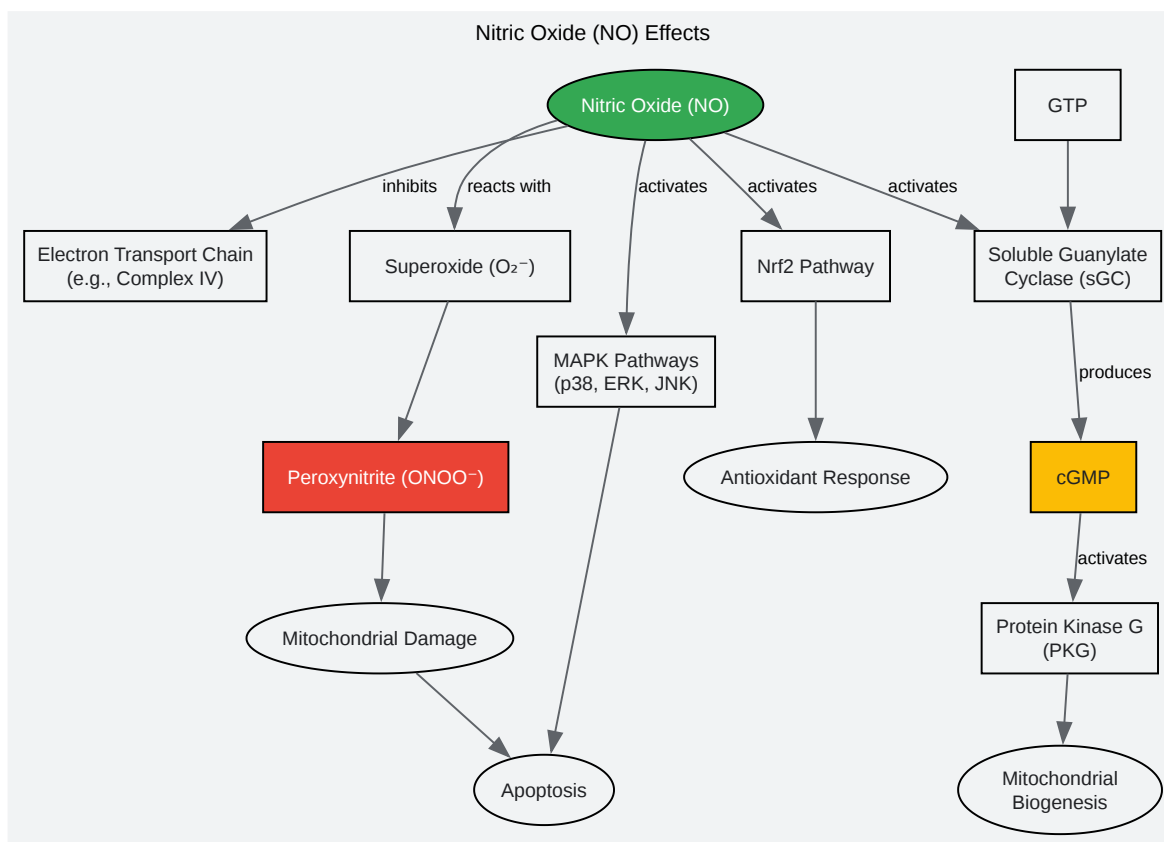 Nitric Oxide (NO) Effects
Nitric Oxide (NO)
GTP
inhibits
reacts with
activates
activates
activates
Electron Transport Chain
(e.g., Complex IV)
Superoxide (O₂⁻)
Nrf2 Pathway
Soluble Guanylate
Cyclase (sGC)
MAPK Pathways
(p38, ERK, JNK)
produces
Peroxynitrite (ONOO⁻)
Antioxidant Response
cGMP
activates
Mitochondrial Damage
Protein Kinase G
(PKG)
Apoptosis
Mitochondrial
Biogenesis